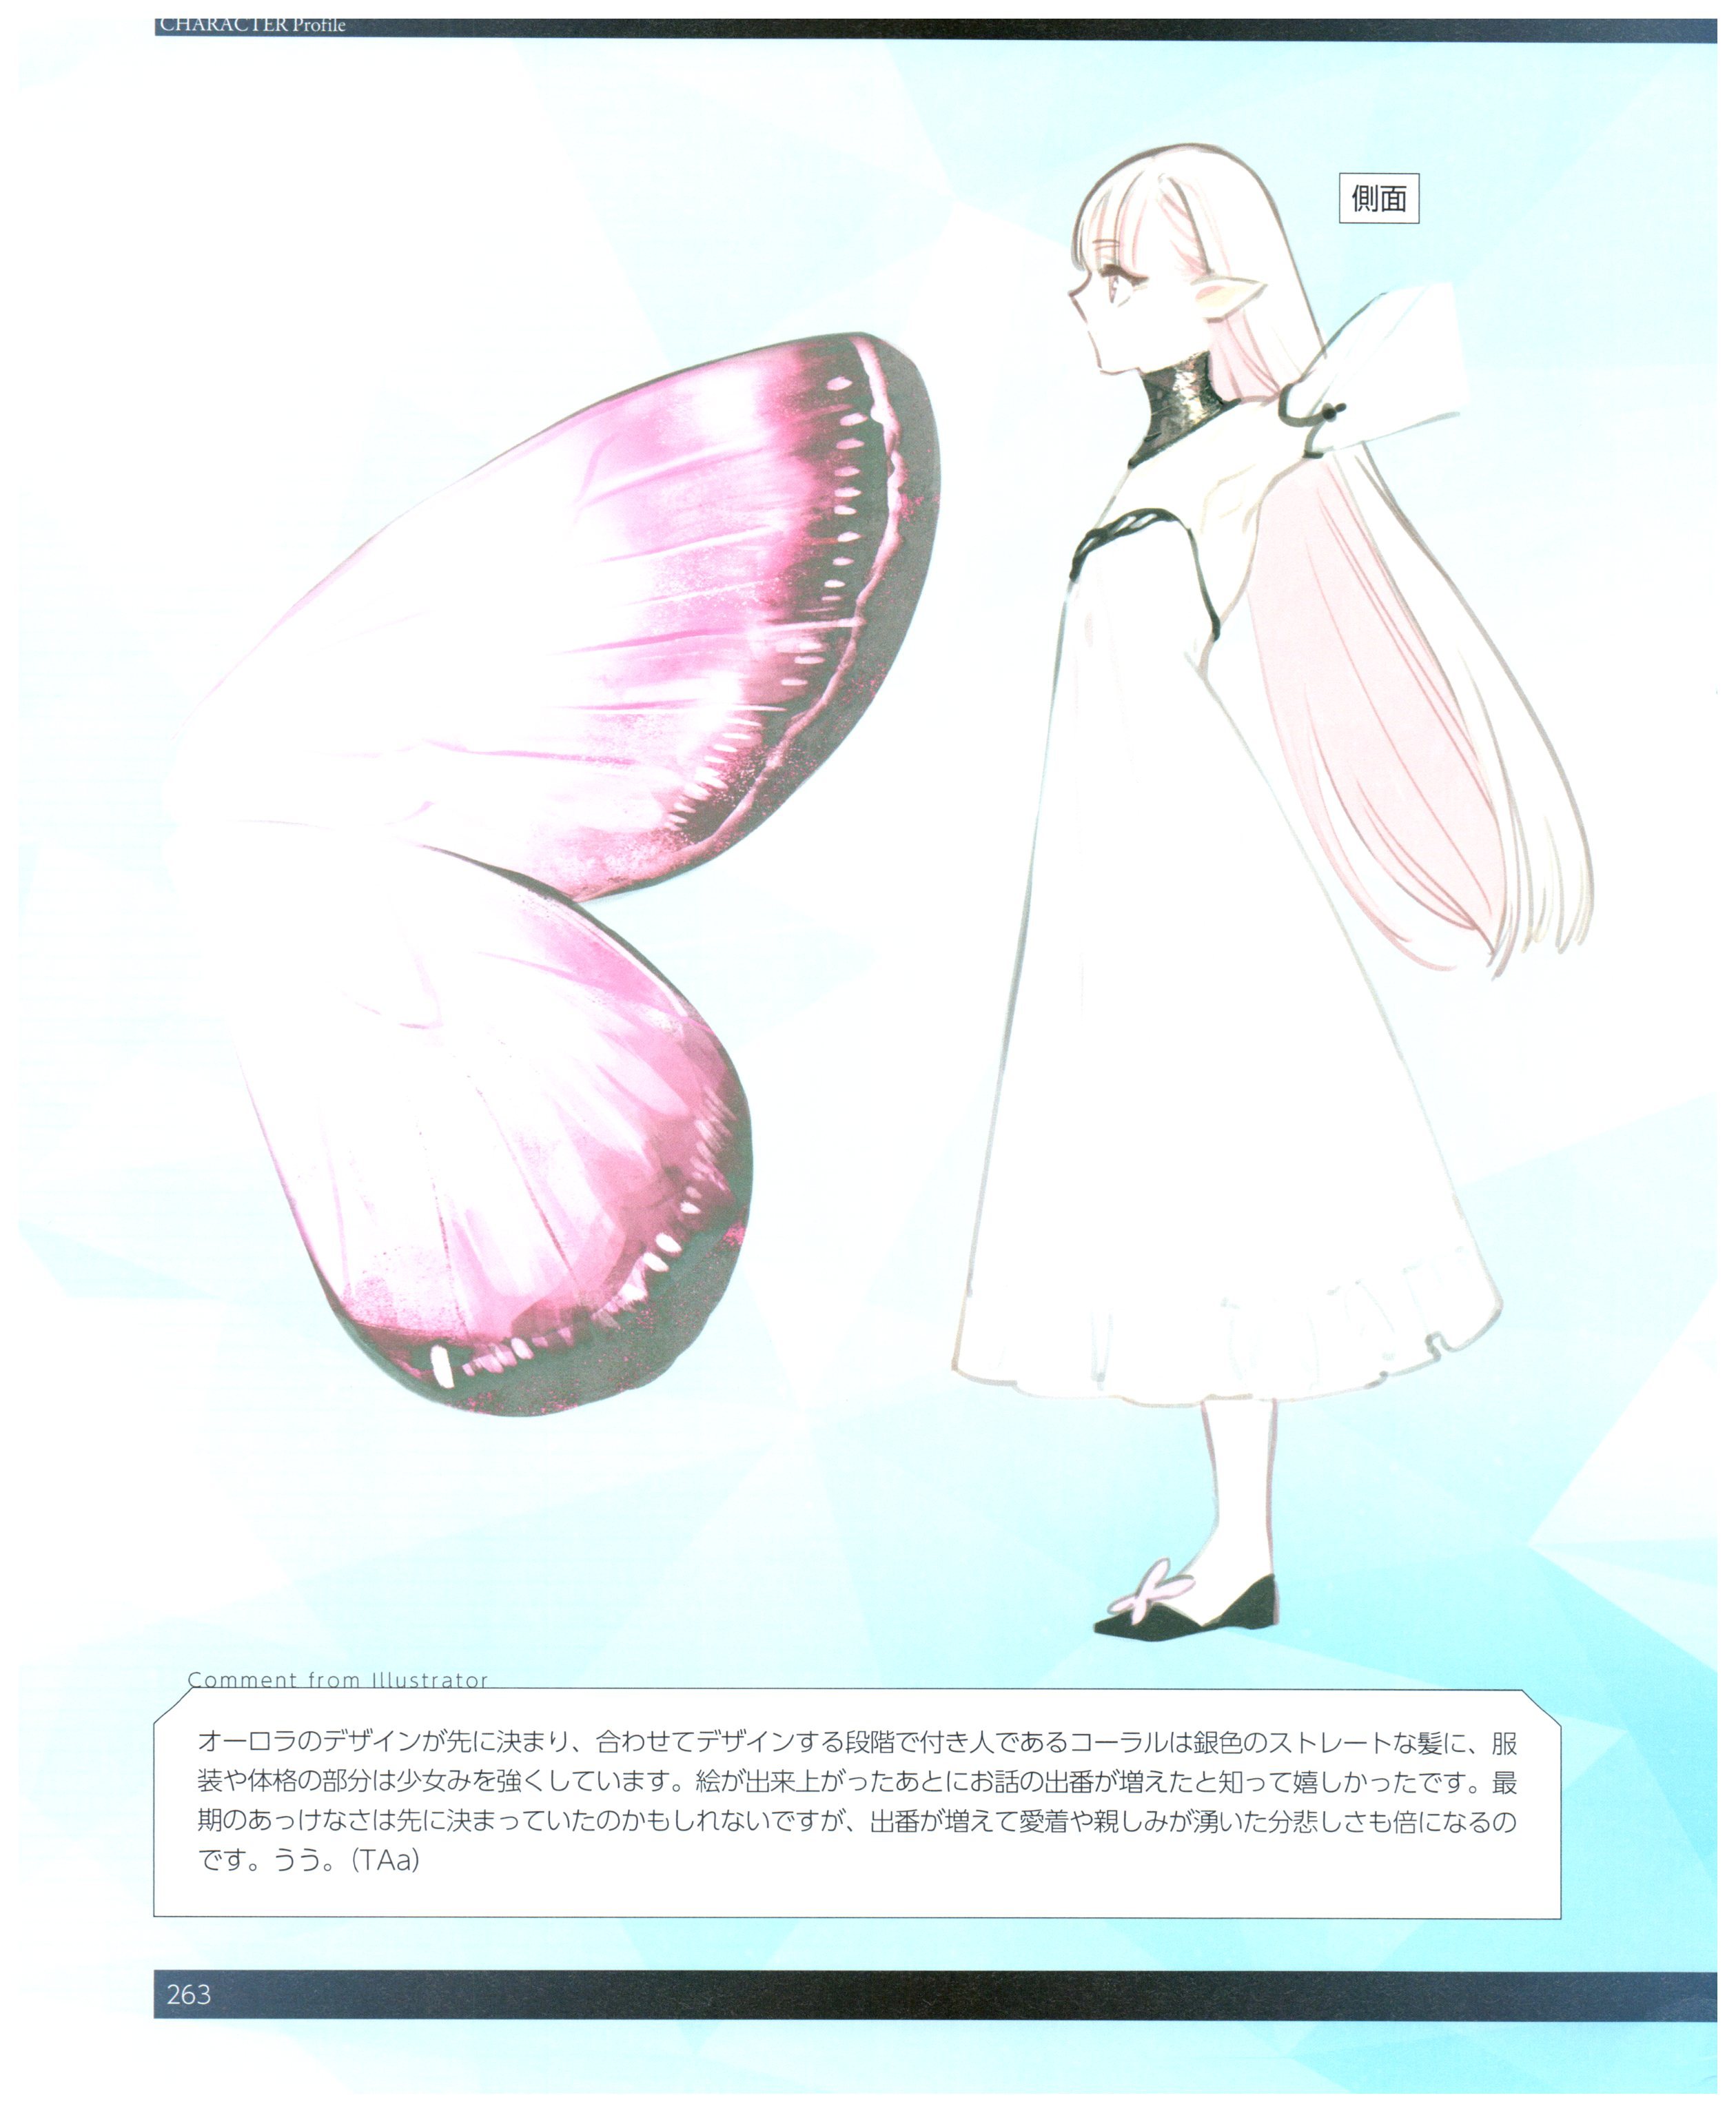 CHARACTER Profile
側面
Comment from Illustrator
オーロラのデザインが先に決まり、合わせてデザインする段階で付き人であるコーラルは銀色のストレートな髪に、服
装や体格の部分は少女みを強くしています。絵が出来上がったあとにお話の出番が増えたと知って嬉しかったです。最
期のあっけなさは先に決まっていたのかもしれないですが、出番が増えて愛着や親しみが湧いた分悲しさも倍になるの
です。うう。(TAa)
263